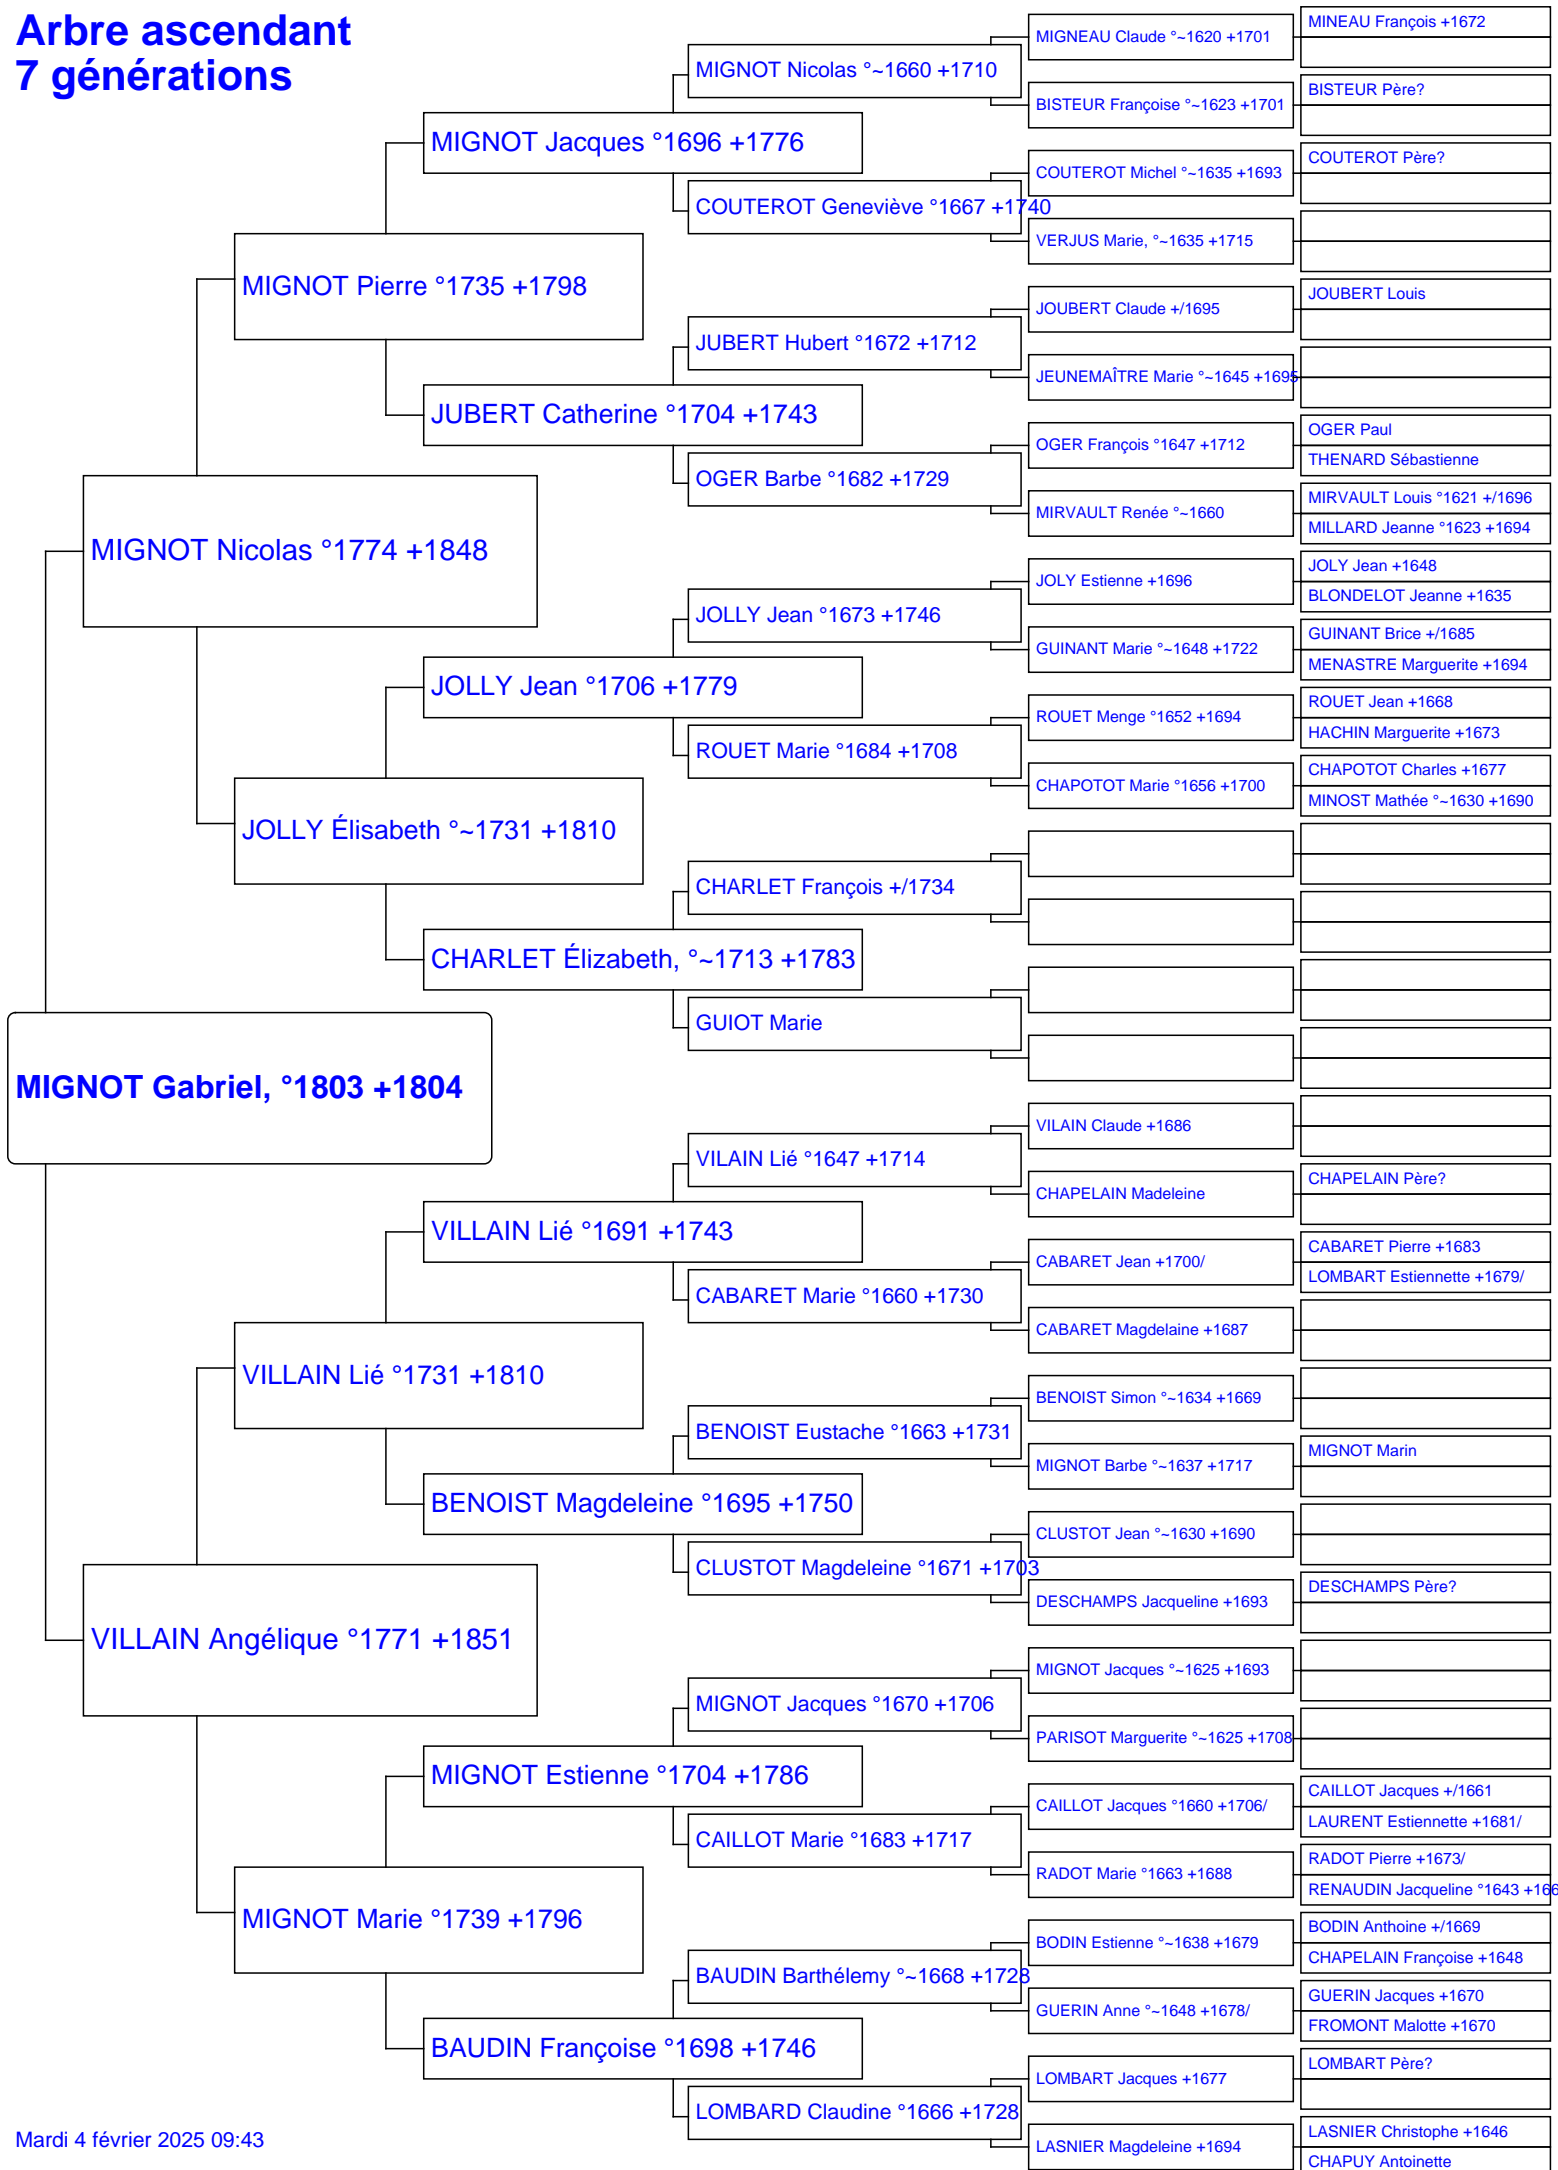 Arbre ascendant
7 générations
MIGNOT Gabriel, °1803 +1804
MIGNOT Nicolas °1774 +1848
VILLAIN Angélique °1771 +1851
MIGNOT Pierre °1735 +1798
JOLLY Élisabeth °~1731 +1810
VILLAIN Lié °1731 +1810
MIGNOT Marie °1739 +1796
MIGNOT Jacques °1696 +1776
JUBERT Catherine °1704 +1743
JOLLY Jean °1706 +1779
CHARLET Élizabeth, °~1713 +1783
VILLAIN Lié °1691 +1743
BENOIST Magdeleine °1695 +1750
MIGNOT Estienne °1704 +1786
BAUDIN Françoise °1698 +1746
MIGNOT Nicolas °~1660 +1710
COUTEROT Geneviève °1667 +1740
JUBERT Hubert °1672 +1712
OGER Barbe °1682 +1729
JOLLY Jean °1673 +1746
ROUET Marie °1684 +1708
CHARLET François +/1734
GUIOT Marie
VILAIN Lié °1647 +1714
CABARET Marie °1660 +1730
BENOIST Eustache °1663 +1731
CLUSTOT Magdeleine °1671 +1703
MIGNOT Jacques °1670 +1706
CAILLOT Marie °1683 +1717
BAUDIN Barthélemy °~1668 +1728
LOMBARD Claudine °1666 +1728
MIGNEAU Claude °~1620 +1701
BISTEUR Françoise °~1623 +1701
COUTEROT Michel °~1635 +1693
VERJUS Marie, °~1635 +1715
JOUBERT Claude +/1695
JEUNEMAÎTRE Marie °~1645 +1695
OGER François °1647 +1712
MIRVAULT Renée °~1660
JOLY Estienne +1696
GUINANT Marie °~1648 +1722
ROUET Menge °1652 +1694
CHAPOTOT Marie °1656 +1700
VILAIN Claude +1686
CHAPELAIN Madeleine
CABARET Jean +1700/
CABARET Magdelaine +1687
BENOIST Simon °~1634 +1669
MIGNOT Barbe °~1637 +1717
CLUSTOT Jean °~1630 +1690
DESCHAMPS Jacqueline +1693
MIGNOT Jacques °~1625 +1693
PARISOT Marguerite °~1625 +1708
CAILLOT Jacques °1660 +1706/
RADOT Marie °1663 +1688
BODIN Estienne °~1638 +1679
GUERIN Anne °~1648 +1678/
LOMBART Jacques +1677
LASNIER Magdeleine +1694
MINEAU François +1672
BISTEUR Père?
COUTEROT Père?
JOUBERT Louis
OGER Paul
THENARD Sébastienne
MIRVAULT Louis °1621 +/1696
MILLARD Jeanne °1623 +1694
JOLY Jean +1648
BLONDELOT Jeanne +1635
GUINANT Brice +/1685
MENASTRE Marguerite +1694
ROUET Jean +1668
HACHIN Marguerite +1673
CHAPOTOT Charles +1677
MINOST Mathée °~1630 +1690
CHAPELAIN Père?
CABARET Pierre +1683
LOMBART Estiennette +1679/
MIGNOT Marin
DESCHAMPS Père?
CAILLOT Jacques +/1661
LAURENT Estiennette +1681/
RADOT Pierre +1673/
RENAUDIN Jacqueline °1643 +166
BODIN Anthoine +/1669
CHAPELAIN Françoise +1648
GUERIN Jacques +1670
FROMONT Malotte +1670
LOMBART Père?
LASNIER Christophe +1646
CHAPUY Antoinette
Mardi 4 février 2025 09:43